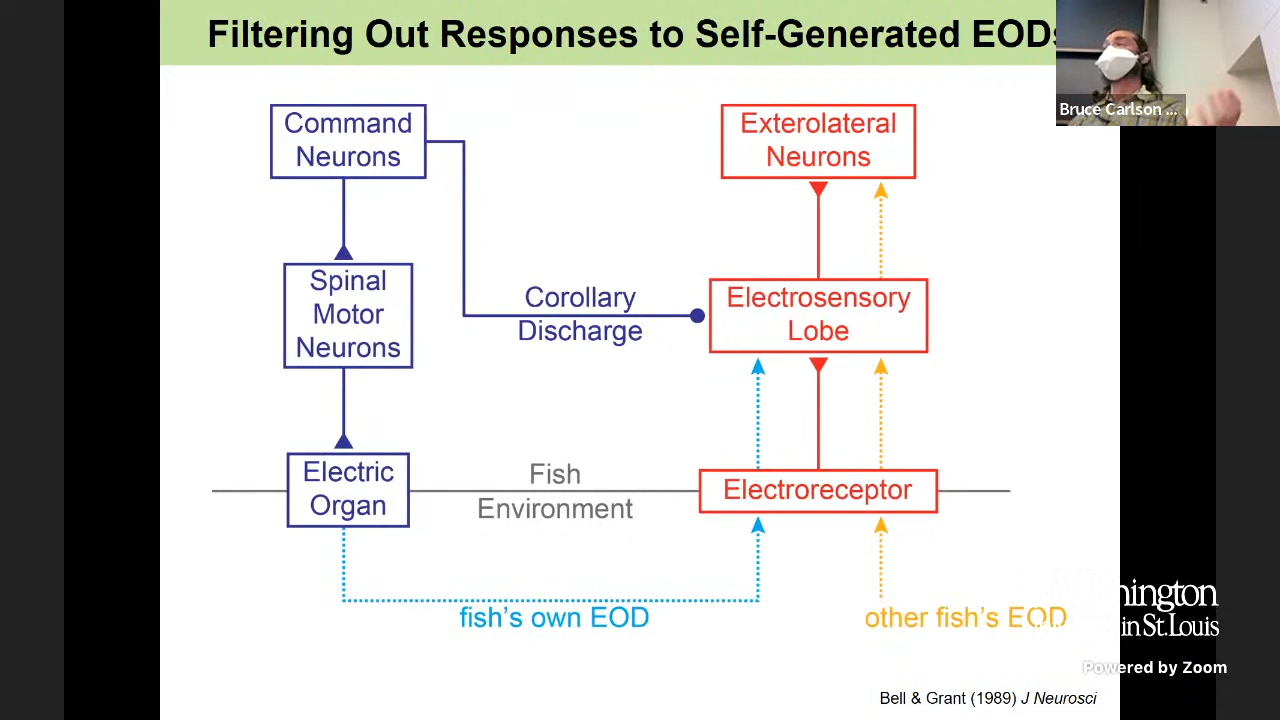 Filtering Out Responses to Self-Generated EODs
Bruce Carlson ...
Command
Neurons
Exterolateral
Neurons
Spinal
Motor
Neurons
Corollary
Discharge
Electrosensory
Lobe
Electric
Organ
Fish
Environment
Electroreceptor
fish's own EOD
other fish's EOD
in St.Louis
Powered by Zoom
Bell & Grant (1989) J Neurosci